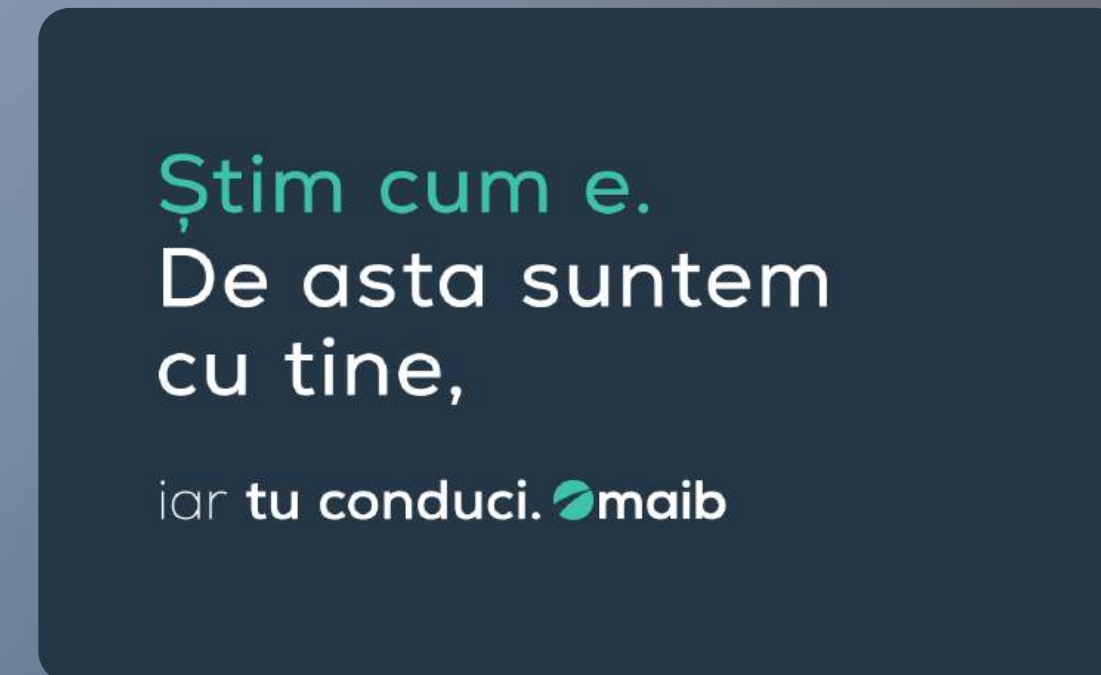 Știm cum e.
De asta suntem
cu tine,
iar tu conduci. maib